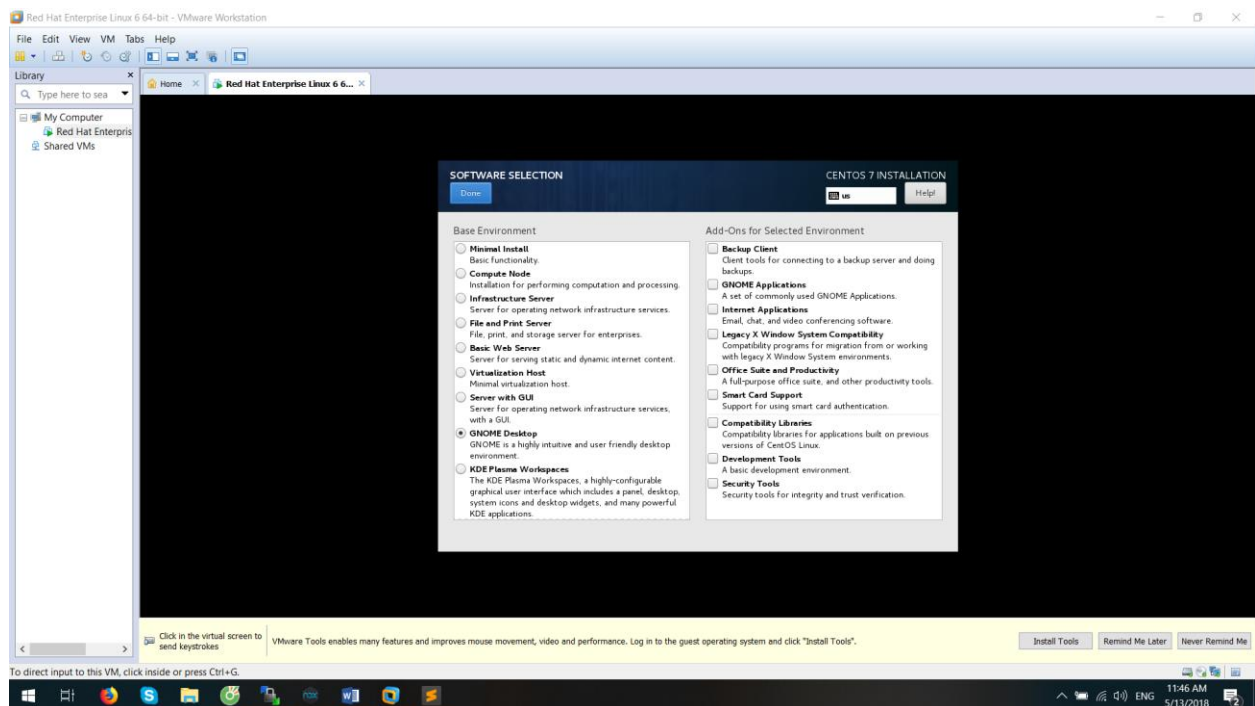 Red Hat Enterprise Linux 6 64-bit - VMware Workstation
File Edit View VM Tabs Help
Library
Type here to sea
My Computer
Red Hat Enterpris
Shared VMs
Home
Red Hat Enterprise Linux 6 6...
SOFTWARE SELECTION
Done
CENTOS 7 INSTALLATION
us
Help!
Base Environment
Minimal Install
Basic functionality.
Compute Node
Installation for performing computation and processing.
Infrastructure Server
Server for operating network infrastructure services.
File and Print Server
File, print, and storage server for enterprises.
Basic Web Server
Server for serving static and dynamic internet content.
Virtualization Host
Minimal virtualization host.
Server with GUI
Server for operating network infrastructure services,
with a GUI.
GNOME Desktop
GNOME is a highly intuitive and user friendly desktop
environment.
KDE Plasma Workspaces
The KDE Plasma Workspaces, a highly-configurable
graphical user interface which includes a panel, desktop,
system icons and desktop widgets, and many powerful
KDE applications.
Add-Ons for Selected Environment
Backup Client
Client tools for connecting to a backup server and doing
backups.
GNOME Applications
A set of commonly used GNOME Applications.
Internet Applications
Email, chat, and video conferencing software.
Legacy X Window System Compatibility
Compatibility programs for migration from or working
with legacy X Window System environments.
Office Suite and Productivity
A full-purpose office suite, and other productivity tools.
Smart Card Support
Support for using smart card authentication.
Compatibility Libraries
Compatibility libraries for applications built on previous
versions of CentOS Linux.
Development Tools
A basic development environment.
Security Tools
Security tools for integrity and trust verification.
Click in the virtual screen to
send keystrokes
VMware Tools enables many features and improves mouse movement, video and performance. Log in to the guest operating system and click "Install Tools".
Install Tools
Remind Me Later
Never Remind Me
To direct input to this VM, click inside or press Ctrl+G.
ENG
11:46 AM
5/13/2018